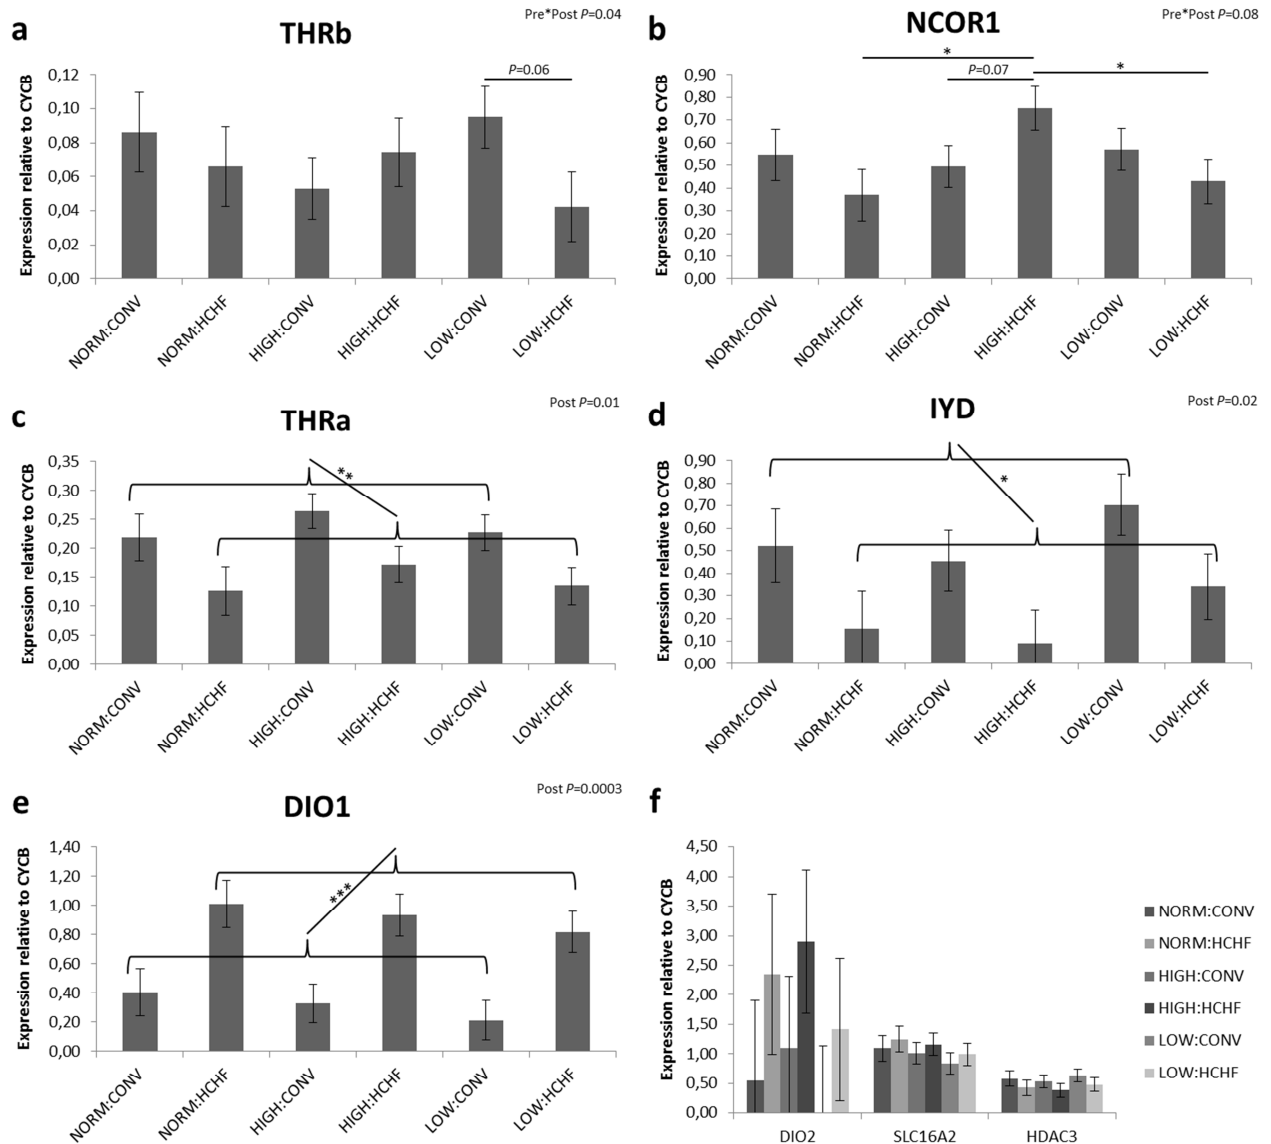 a
THRb
Pre*Post P=0.04
Expression relative to CYCB
0,12
0,10
0,08
0,06
0,04
0,02
0,00
P=0.06
NORM:CONV
NORM:HCHF
HIGH:CONV
HIGH:HCHF
LOW:CONV
LOW:HCHF
b
NCOR1
Pre*Post P=0.08
Expression relative to CYCB
0,90
0,80
0,70
0,60
0,50
0,40
0,30
0,20
0,10
0,00
*
P=0.07
*
NORM:CONV
NORM:HCHF
HIGH:CONV
HIGH:HCHF
LOW:CONV
LOW:HCHF
c
THRa
Post P=0.01
Expression relative to CYCB
0,35
0,30
0,25
0,20
0,15
0,10
0,05
0,00
**
NORM:CONV
NORM:HCHF
HIGH:CONV
HIGH:HCHF
LOW:CONV
LOW:HCHF
d
IYD
Post P=0.02
Expression relative to CYCB
0,90
0,80
0,70
0,60
0,50
0,40
0,30
0,20
0,10
0,00
*
NORM:CONV
NORM:HCHF
HIGH:CONV
HIGH:HCHF
LOW:CONV
LOW:HCHF
e
DIO1
Post P=0.0003
Expression relative to CYCB
1,40
1,20
1,00
0,80
0,60
0,40
0,20
0,00
***
NORM:CONV
NORM:HCHF
HIGH:CONV
HIGH:HCHF
LOW:CONV
LOW:HCHF
f
Expression relative to CYCB
4,50
4,00
3,50
3,00
2,50
2,00
1,50
1,00
0,50
0,00
DIO2
SLC16A2
HDAC3
NORM:CONV
NORM:HCHF
HIGH:CONV
HIGH:HCHF
LOW:CONV
LOW:HCHF